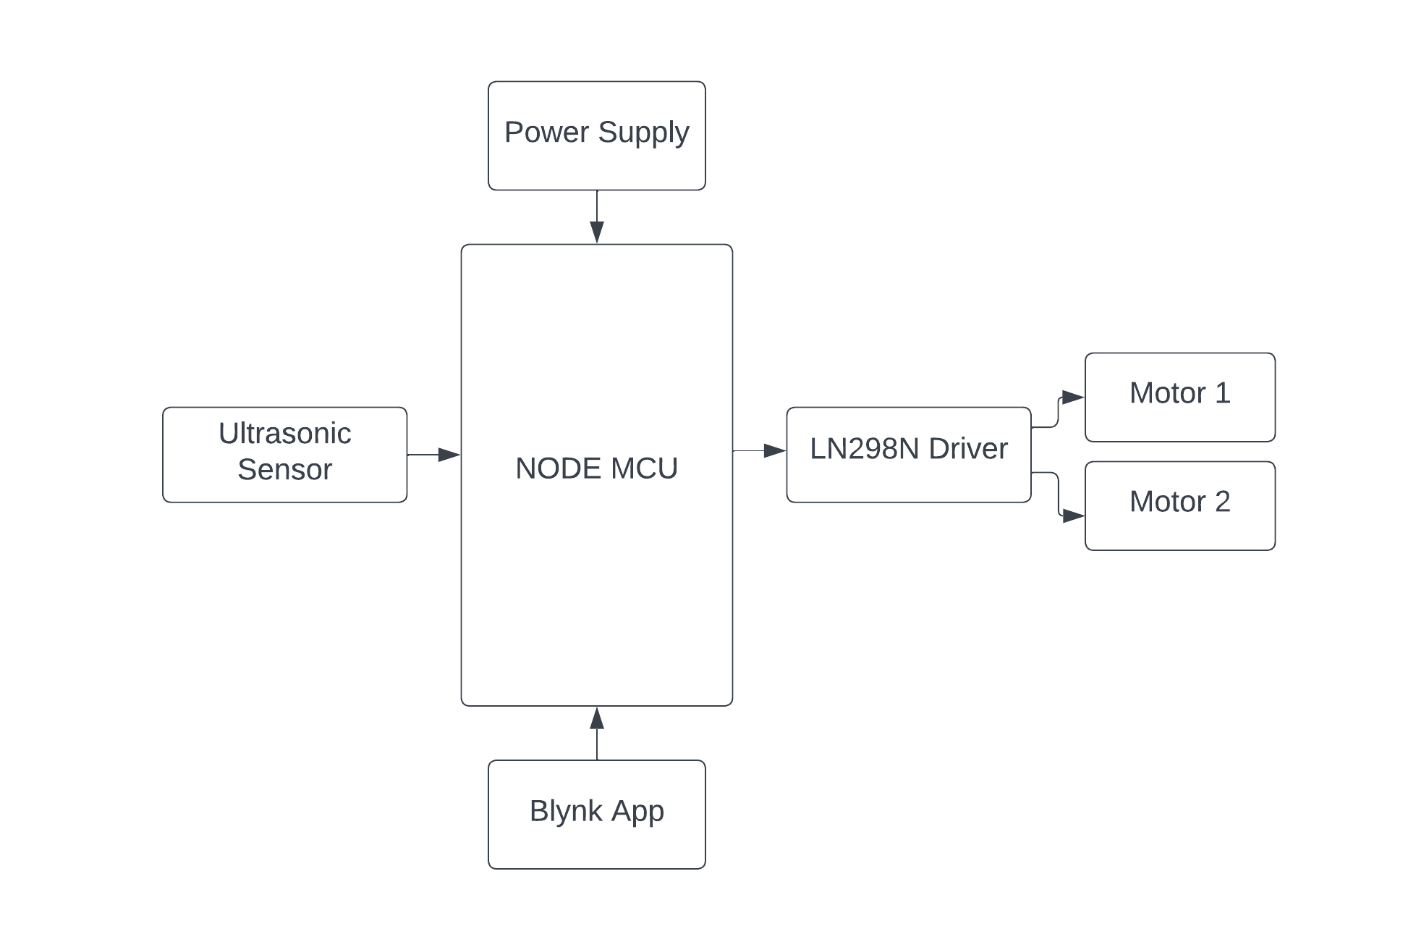 Power Supply
Ultrasonic
Sensor
NODE MCU
LN298N Driver
Motor 1
Motor 2
Blynk App